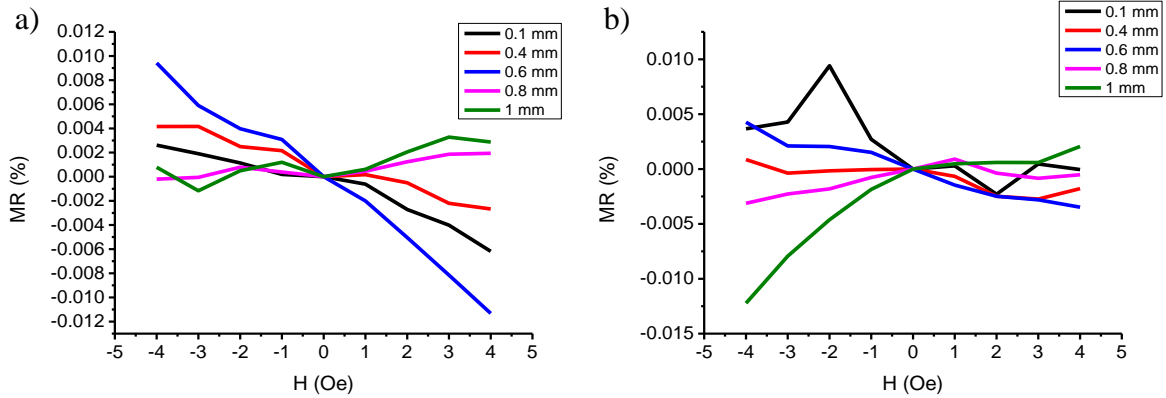 a)
0.1 mm
0.4 mm
0.6 mm
0.8 mm
1 mm
0.012
0.010
0.008
0.006
0.004
0.002
0.000
-0.002
-0.004
-0.006
-0.008
-0.010
-0.012
MR (%)
-5 -4 -3 -2 -1 0 1 2 3 4 5
H (Oe)
b)
0.1 mm
0.4 mm
0.6 mm
0.8 mm
1 mm
0.010
0.005
0.000
-0.005
-0.010
-0.015
MR (%)
-5 -4 -3 -2 -1 0 1 2 3 4 5
H (Oe)